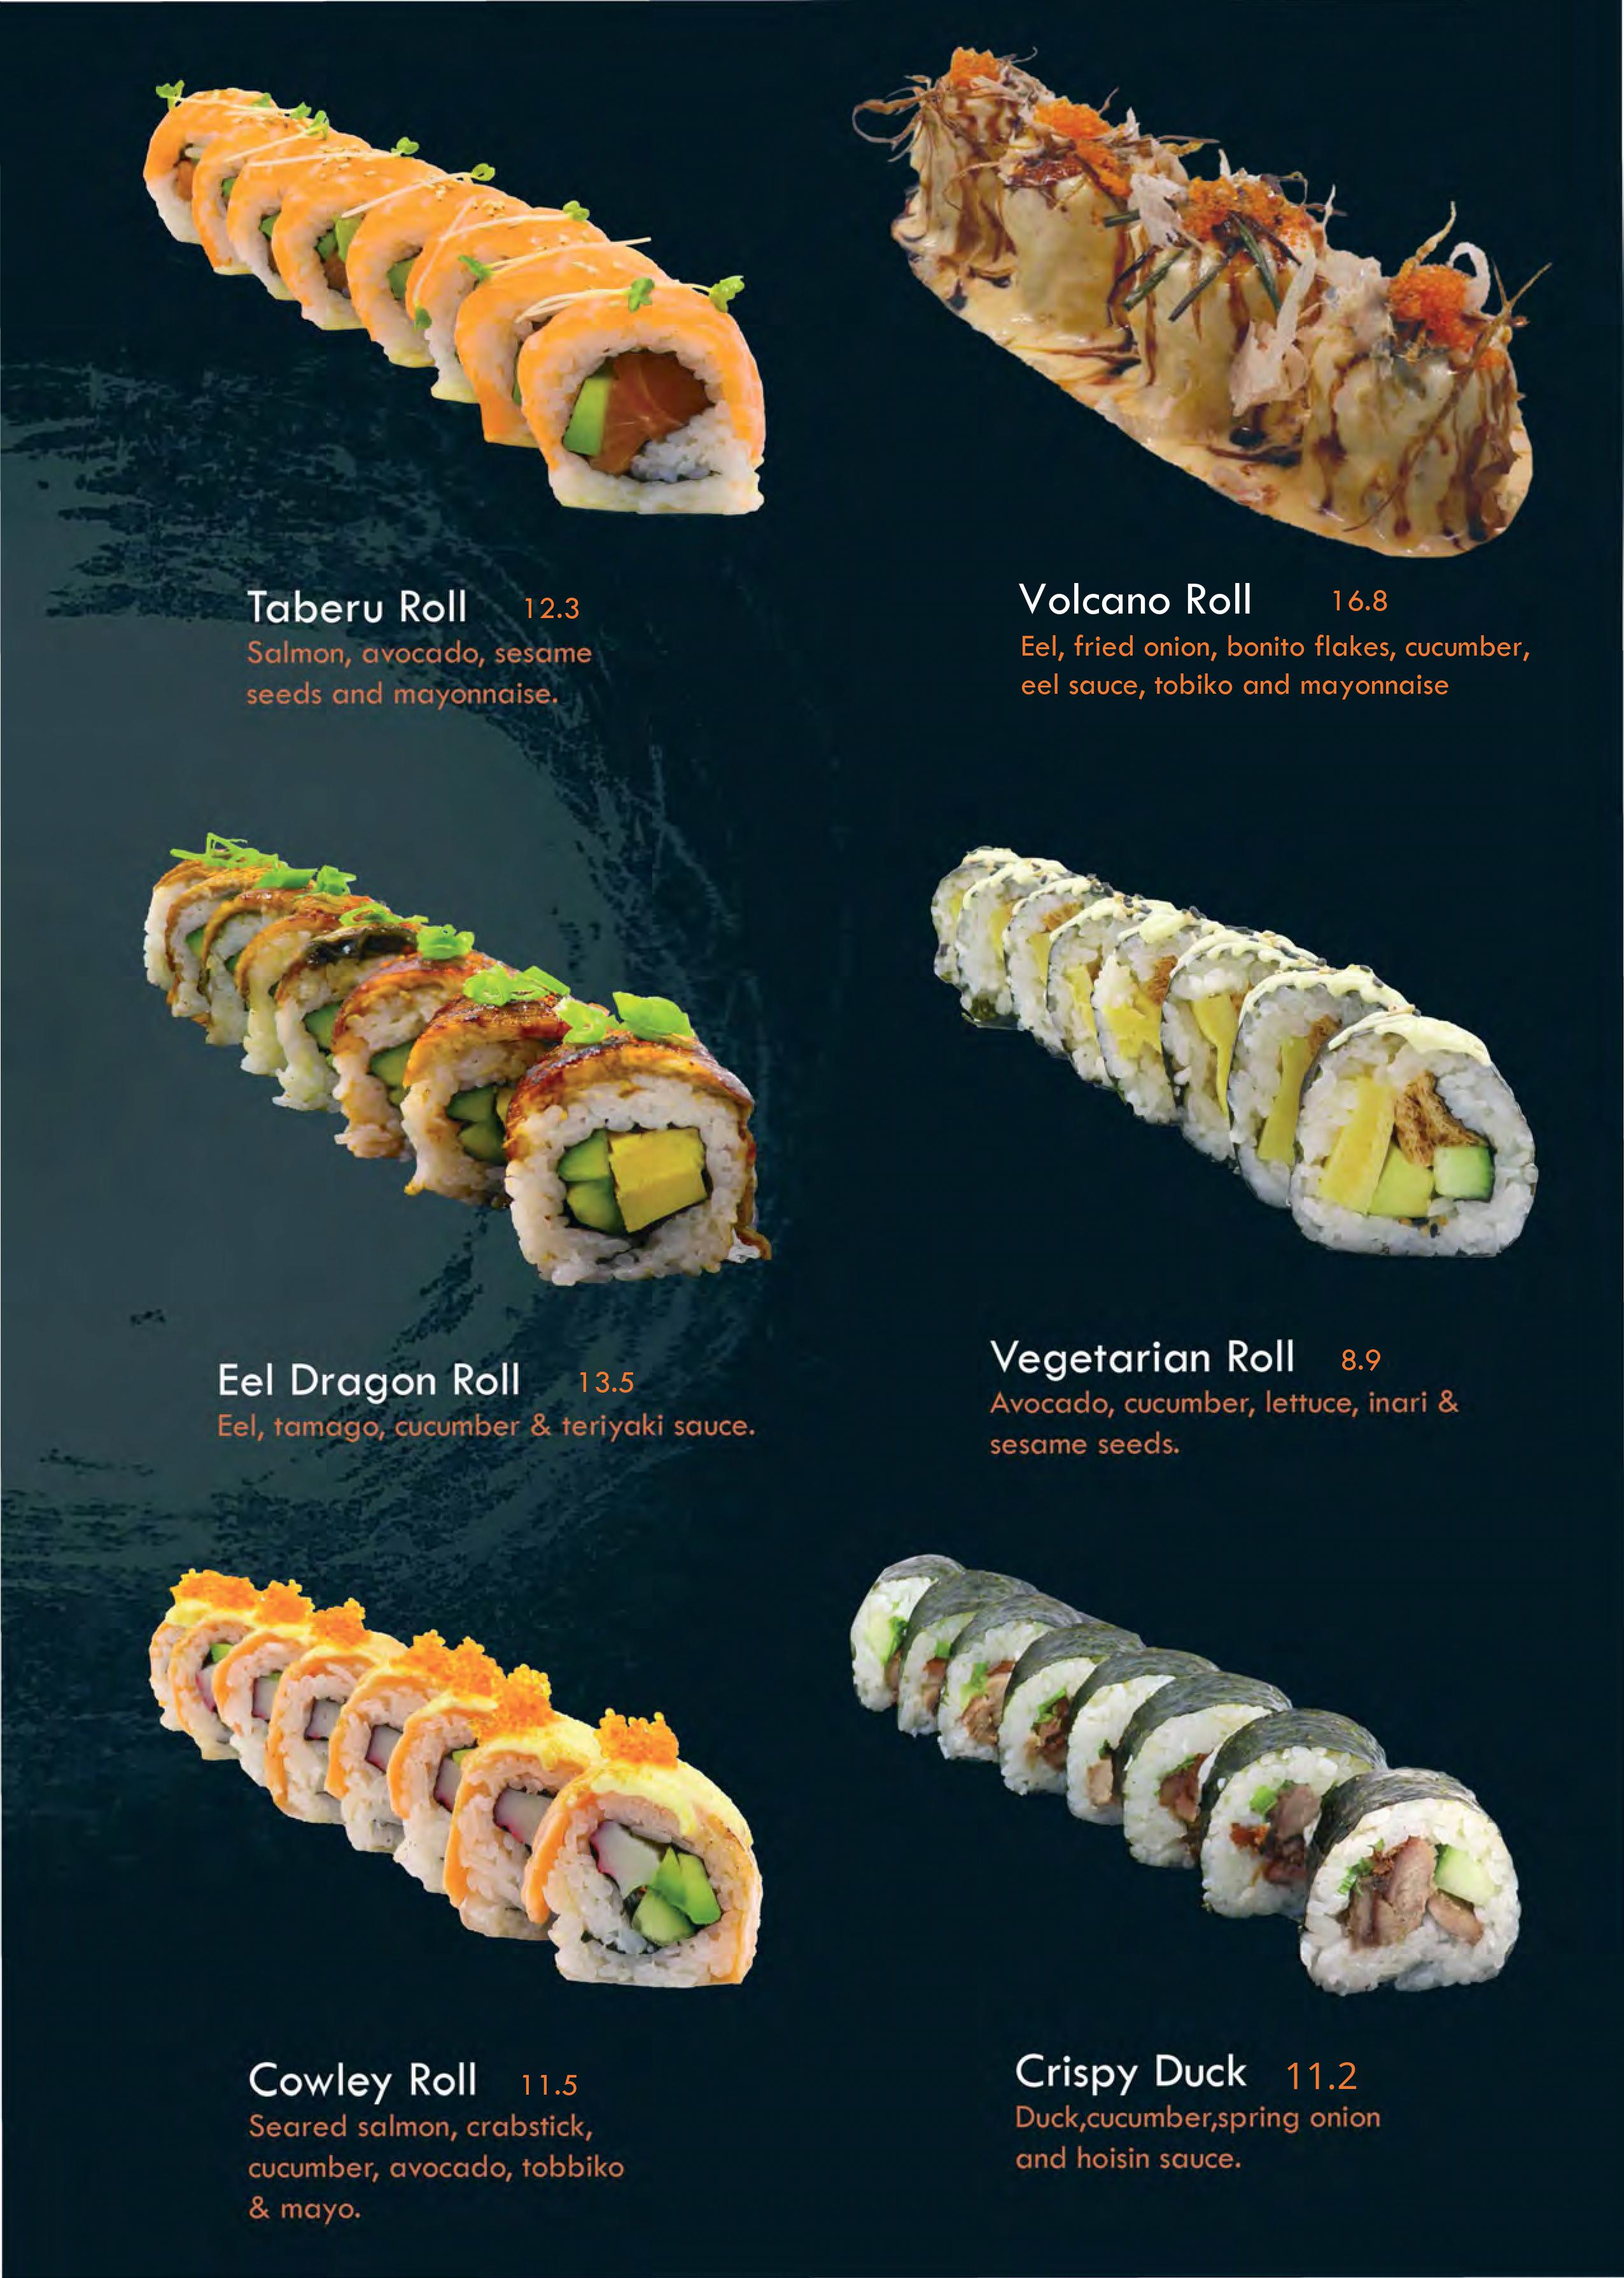 Taberu Roll 12.3
Salmon, avocado, sesame
seeds and mayonnaise.
Volcano Roll 16.8
Eel, fried onion, bonito flakes, cucumber,
eel sauce, tobiko and mayonnaise
Eel Dragon Roll 13.5
Eel, tamago, cucumber & teriyaki sauce.
Vegetarian Roll 8.9
Avocado, cucumber, lettuce, inari &
sesame seeds.
Cowley Roll 11.5
Seared salmon, crabstick,
cucumber, avocado, tobbiko
& mayo.
Crispy Duck 11.2
Duck,cucumber,spring onion
and hoisin sauce.